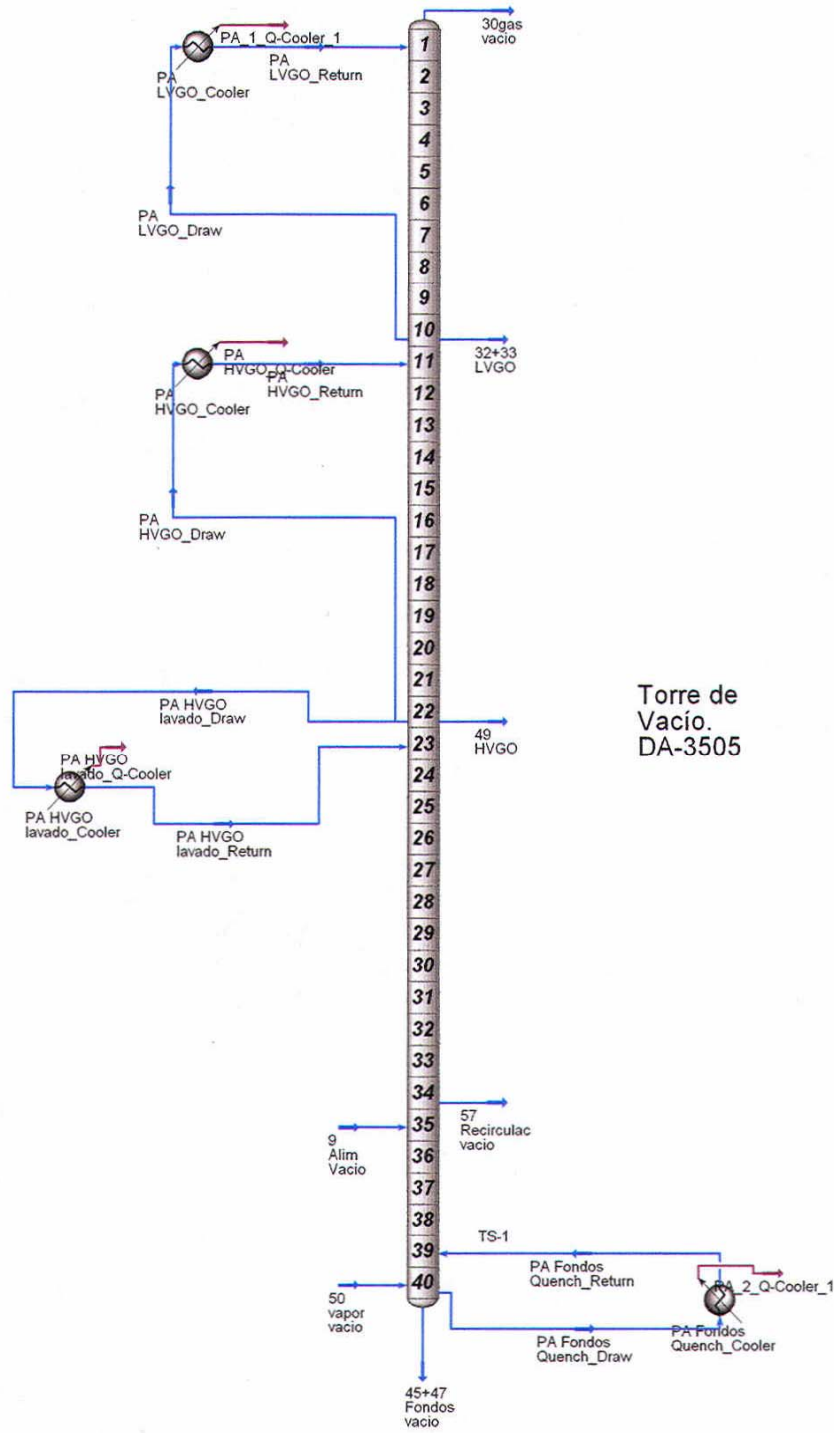 30gas
vacio
PA_1_Q-Cooler_1
PA
LVGO_Return
PA
LVGO_Cooler
1
2
3
4
5
6
7
8
9
10
PA
LVGO_Draw
32+33
LVGO
PA
HVGO_Q-Cooler
PA
HVGO_Return
PA
HVGO_Cooler
11
12
13
14
15
16
17
18
19
20
21
22
PA
HVGO_Draw
PA HVGO
lavado_Draw
49
HVGO
Torre de
Vacío.
DA-3505
PA HVGO
lavado_Q-Cooler
PA HVGO
lavado_Cooler
PA HVGO
lavado_Return
23
24
25
26
27
28
29
30
31
32
33
34
35
36
37
38
39
40
57
Recirculac
vacio
9
Alim
Vacio
TS-1
PA Fondos
Quench_Return
PA_2_Q-Cooler_1
50
vapor
vacio
PA Fondos
Quench_Draw
PA Fondos
Quench_Cooler
45+47
Fondos
vacio